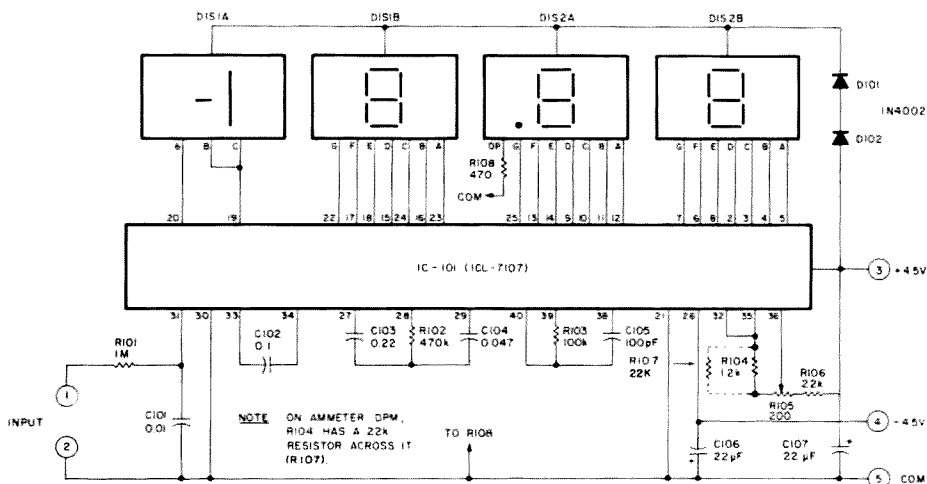 DIS1A DIS1B DIS2A DIS2B
D101
1N4002
D102
6 B C G F E D C B A DP G F E D C B A G F E D C B A
R108
470
COM
20 19 22 17 18 15 24 16 23 25 13 14 9 10 11 12 7 6 8 2 3 4 5
IC-101 (ICL-7107)
3 +4.5V
31 30 33 34 27 28 29 40 39 38 21 26 32 35 36
C102
0.1
C103
0.22
R102
470k
C104
0.047
R103
100k
C105
100pF
R101
1M
R107
22K
R104
1.2k
R106
22k
R105
200
1
INPUT
C101
0.01
NOTE ON AMMETER DPM,
R104 HAS A 22k
RESISTOR ACROSS IT
(R107).
TO R108
4 -4.5V
2
C106
22µF
C107
22µF
+ +
5 COM